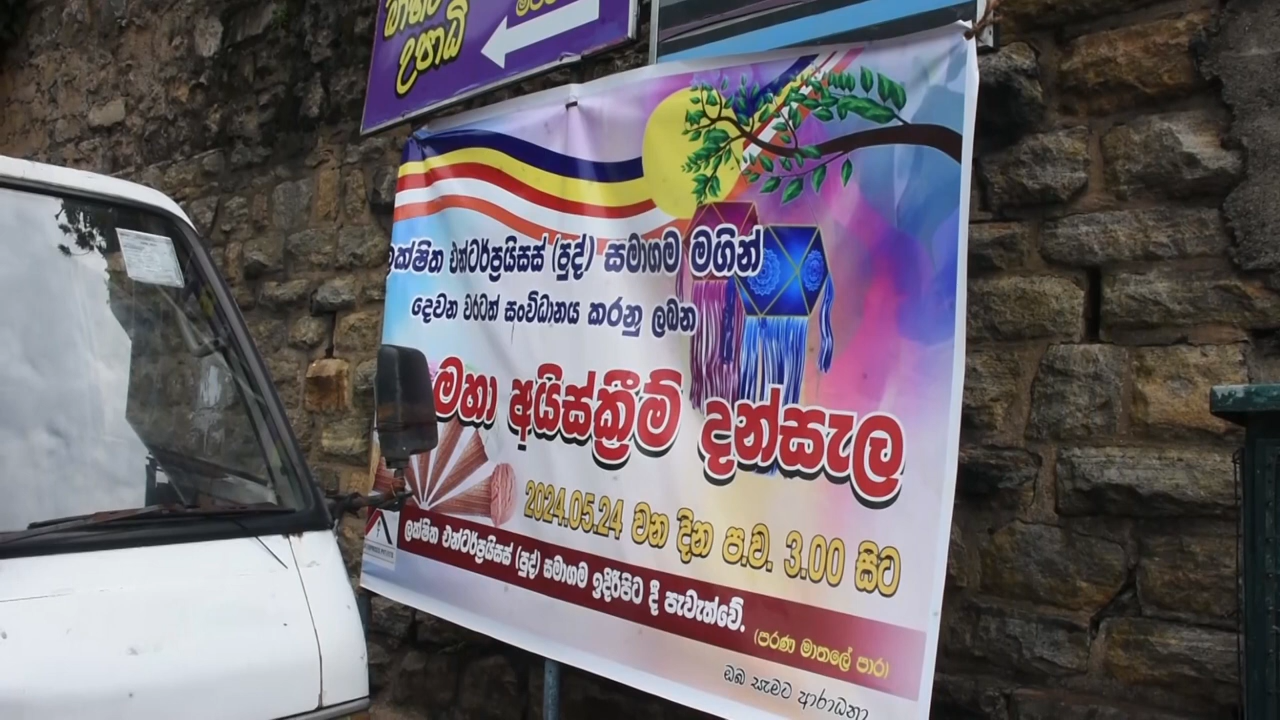 උපාධි
ලක්ෂිත එන්ටර්ප්‍රයිසස් (පුද්) සමාගම මගින්
දෙවන වරටත් සංවිධානය කරනු ලබන
මහා අයිස්ක්‍රීම් දන්සැල
2024.05.24 වන දින ප.ව. 3.00 සිට
ලක්ෂිත එන්ටර්ප්‍රයිසස් (පුද්) සමාගම ඉදිරිපිට දී පැවැත්වේ.
(පරණ මාතලේ පාර)
ඔබ සැමට ආරාධනා